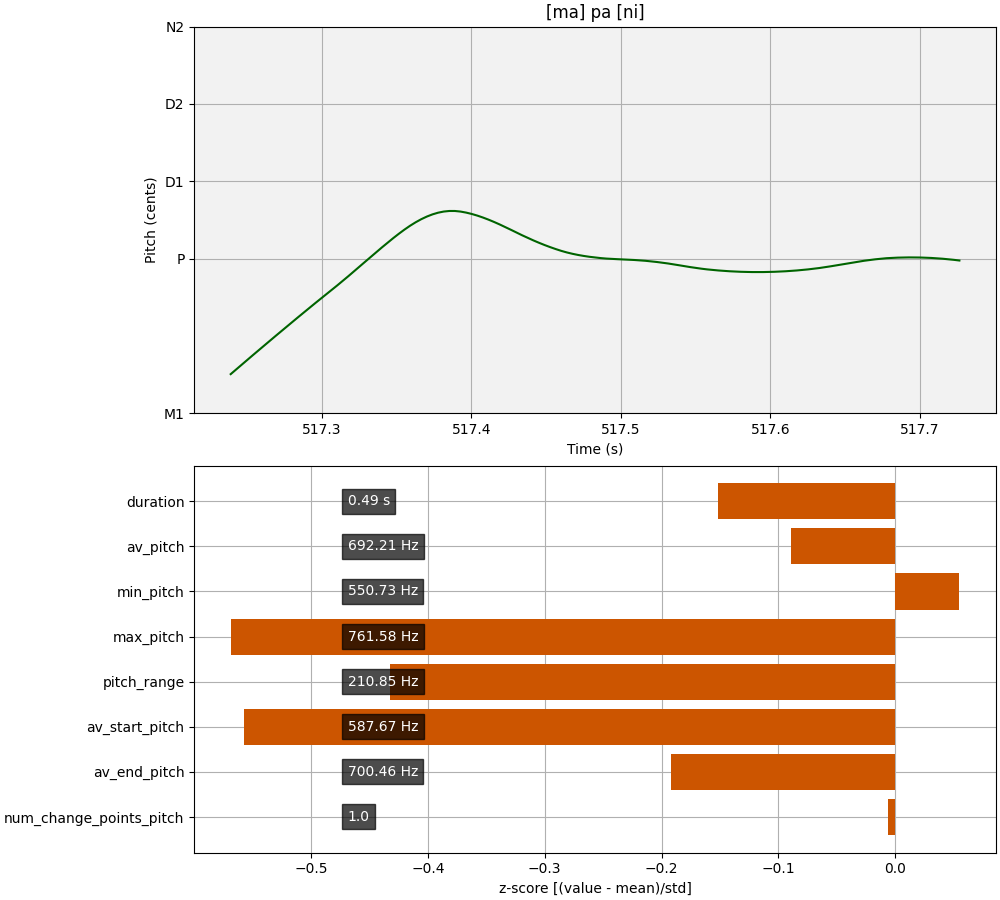 [ma] pa [ni]
N2
D2
D1
P
M1
Pitch (cents)
517.3 517.4 517.5 517.6 517.7
Time (s)
duration 0.49 s
av_pitch 692.21 Hz
min_pitch 550.73 Hz
max_pitch 761.58 Hz
pitch_range 210.85 Hz
av_start_pitch 587.67 Hz
av_end_pitch 700.46 Hz
num_change_points_pitch 1.0
−0.5 −0.4 −0.3 −0.2 −0.1 0.0
z-score [(value - mean)/std]